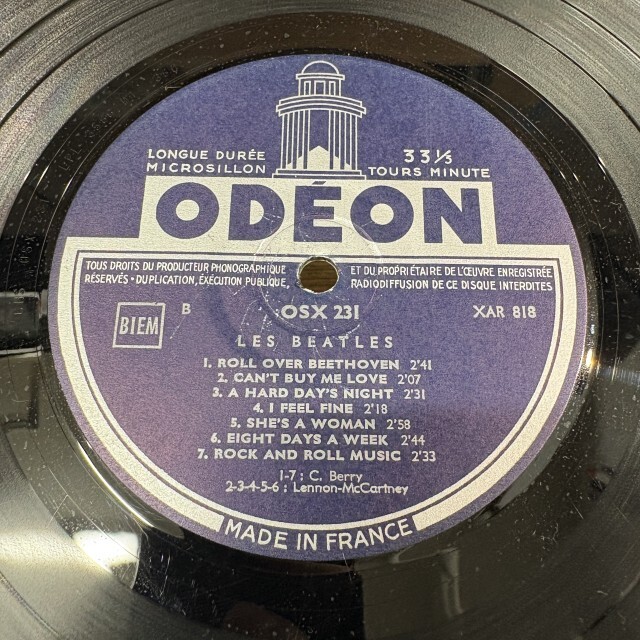 LONGUE DURÉE 33⅓
MICROSILLON TOURS MINUTE
ODÉON
TOUS DROITS DU PRODUCTEUR PHONOGRAPHIQUE ET DU PROPRIÉTAIRE DE L'ŒUVRE ENREGISTRÉE
RÉSERVÉS • DUPLICATION, EXÉCUTION PUBLIQUE, RADIODIFFUSION DE CE DISQUE INTERDITES
BIEM B OSX 231 XAR 818
LES BEATLES
1. ROLL OVER BEETHOVEN 2'41
2. CAN'T BUY ME LOVE 2'07
3. A HARD DAY'S NIGHT 2'31
4. I FEEL FINE 2'18
5. SHE'S A WOMAN 2'58
6. EIGHT DAYS A WEEK 2'44
7. ROCK AND ROLL MUSIC 2'33
1-7 : C. Berry
2-3-4-5-6 : Lennon-McCartney
MADE IN FRANCE